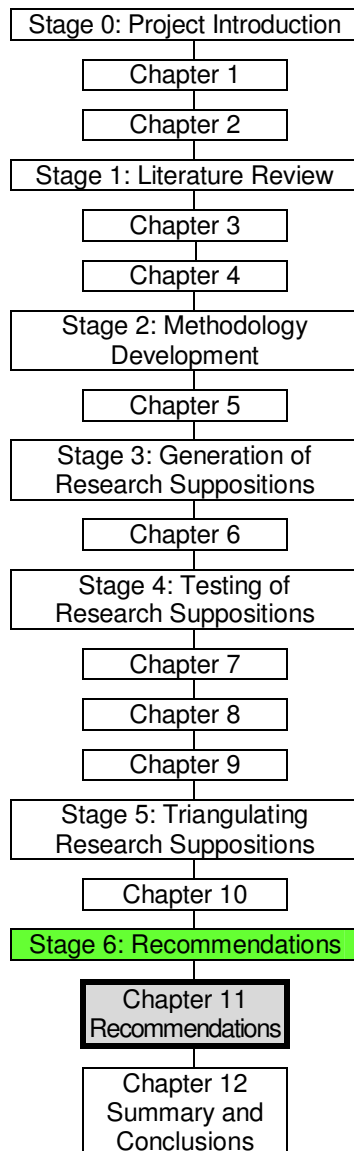 Stage 0: Project Introduction
Chapter 1
Chapter 2
Stage 1: Literature Review
Chapter 3
Chapter 4
Stage 2: Methodology
Development
Chapter 5
Stage 3: Generation of
Research Suppositions
Chapter 6
Stage 4: Testing of
Research Suppositions
Chapter 7
Chapter 8
Chapter 9
Stage 5: Triangulating
Research Suppositions
Chapter 10
Stage 6: Recommendations
Chapter 11
Recommendations
Chapter 12
Summary and
Conclusions